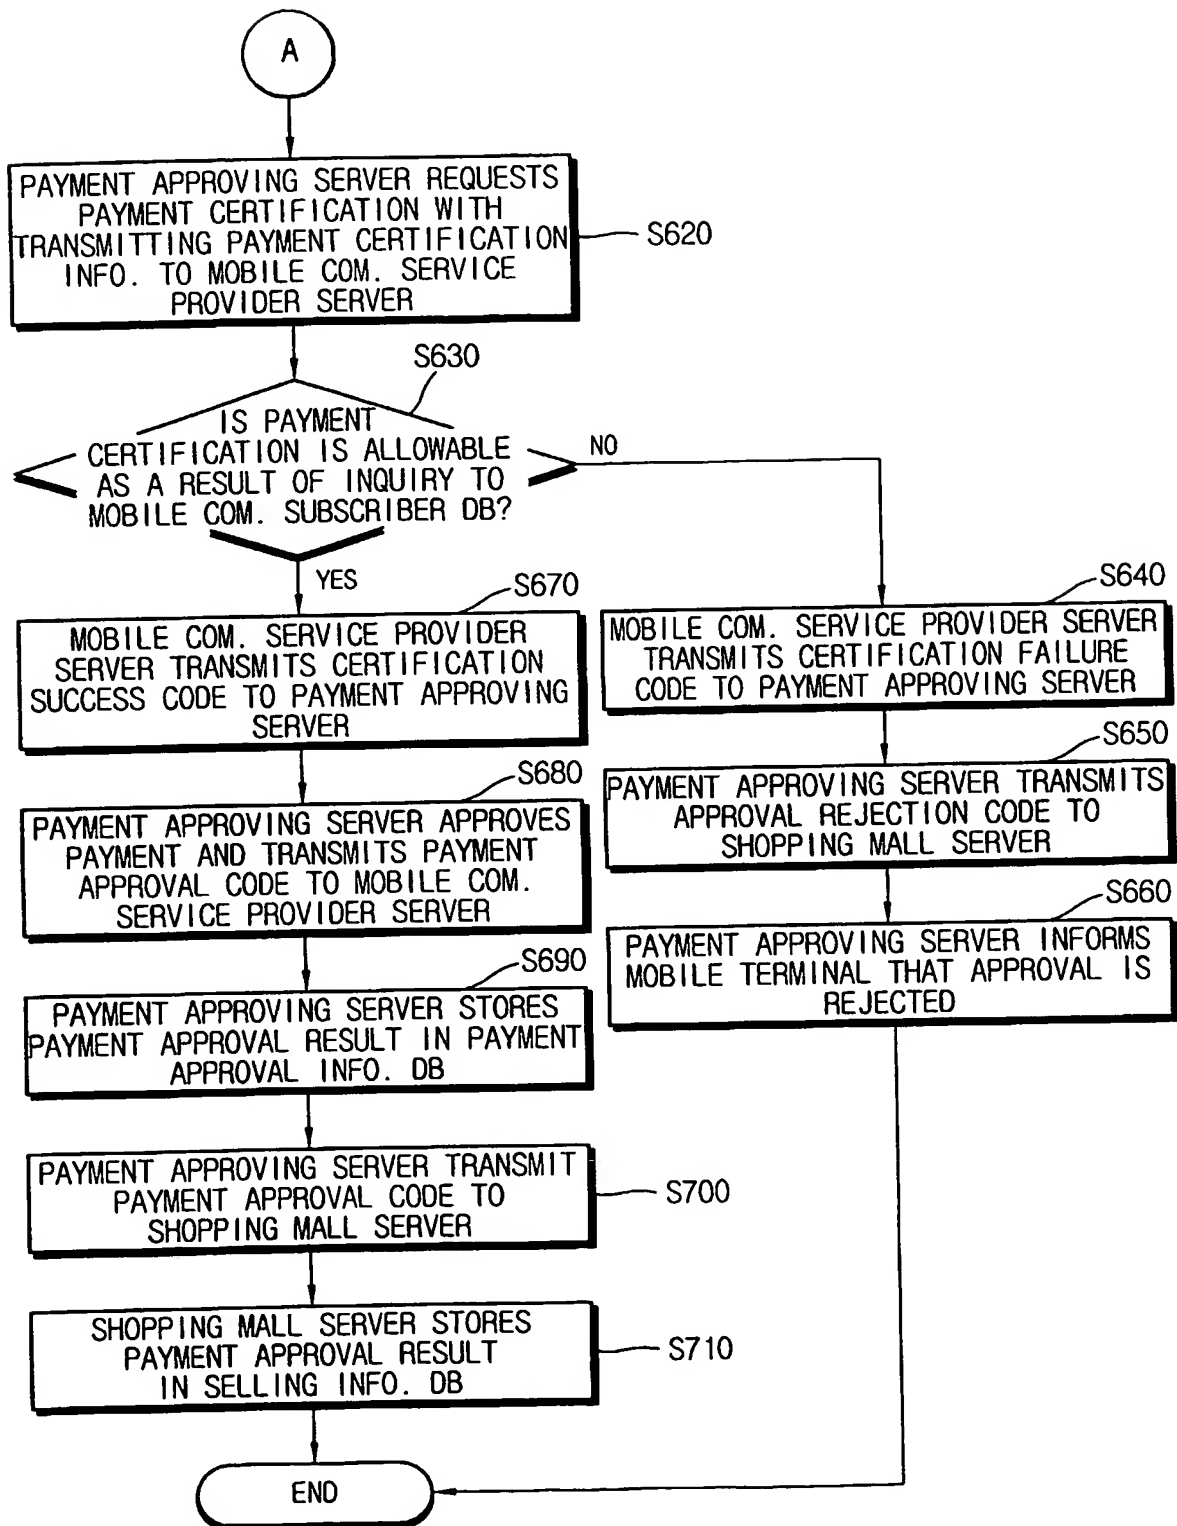 A
PAYMENT APPROVING SERVER REQUESTS
PAYMENT CERTIFICATION WITH
TRANSMITTING PAYMENT CERTIFICATION
INFO. TO MOBILE COM. SERVICE
PROVIDER SERVER
S620
S630
IS PAYMENT
CERTIFICATION IS ALLOWABLE
AS A RESULT OF INQUIRY TO
MOBILE COM. SUBSCRIBER DB?
NO
YES
S670
MOBILE COM. SERVICE PROVIDER
SERVER TRANSMITS CERTIFICATION
SUCCESS CODE TO PAYMENT APPROVING
SERVER
S640
MOBILE COM. SERVICE PROVIDER SERVER
TRANSMITS CERTIFICATION FAILURE
CODE TO PAYMENT APPROVING SERVER
S680
PAYMENT APPROVING SERVER APPROVES
PAYMENT AND TRANSMITS PAYMENT
APPROVAL CODE TO MOBILE COM.
SERVICE PROVIDER SERVER
S650
PAYMENT APPROVING SERVER TRANSMITS
APPROVAL REJECTION CODE TO
SHOPPING MALL SERVER
S660
PAYMENT APPROVING SERVER INFORMS
MOBILE TERMINAL THAT APPROVAL IS
REJECTED
S690
PAYMENT APPROVING SERVER STORES
PAYMENT APPROVAL RESULT IN PAYMENT
APPROVAL INFO. DB
PAYMENT APPROVING SERVER TRANSMIT
PAYMENT APPROVAL CODE TO
SHOPPING MALL SERVER
S700
SHOPPING MALL SERVER STORES
PAYMENT APPROVAL RESULT
IN SELLING INFO. DB
S710
END